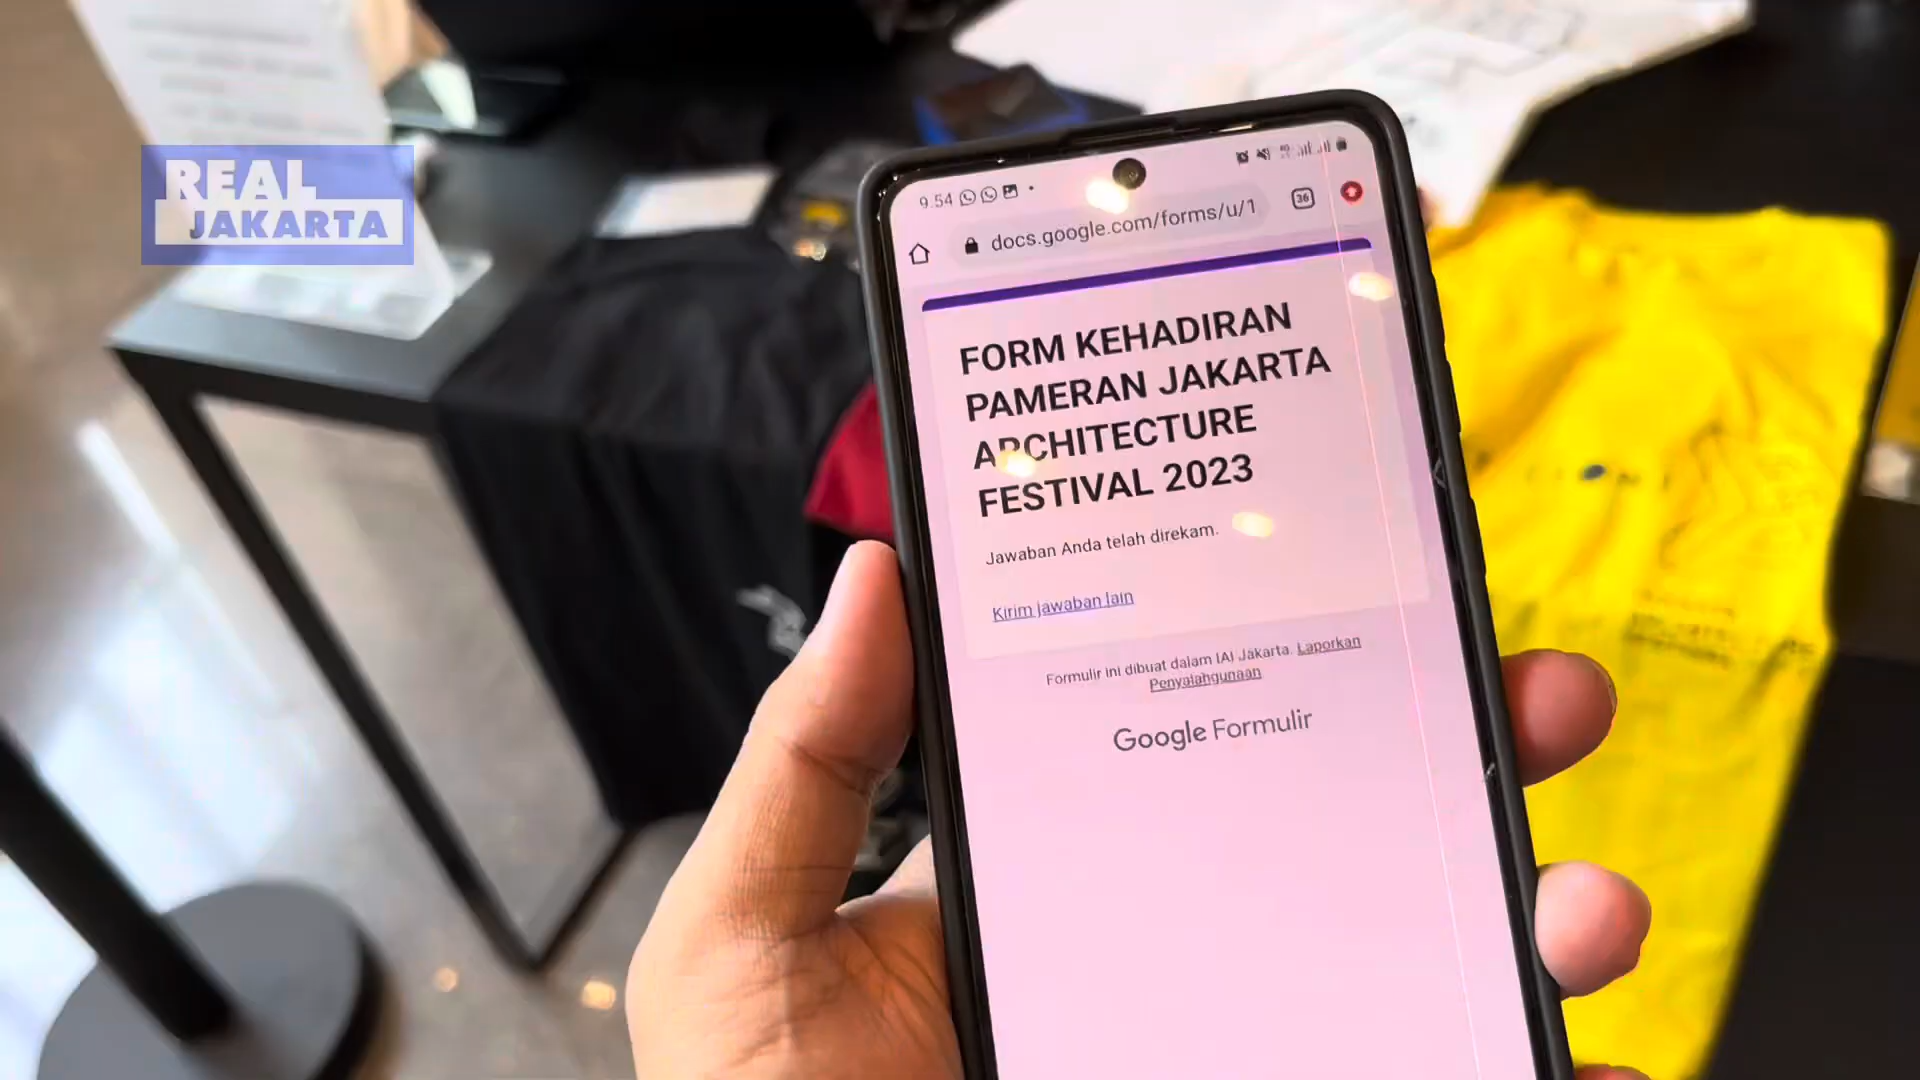 REAL
JAKARTA
9.54
36
docs.google.com/forms/u/1
FORM KEHADIRAN
PAMERAN JAKARTA
ARCHITECTURE
FESTIVAL 2023
Jawaban Anda telah direkam.
Kirim jawaban lain
Formulir ini dibuat dalam IAI Jakarta. Laporkan
Penyalahgunaan
Google Formulir